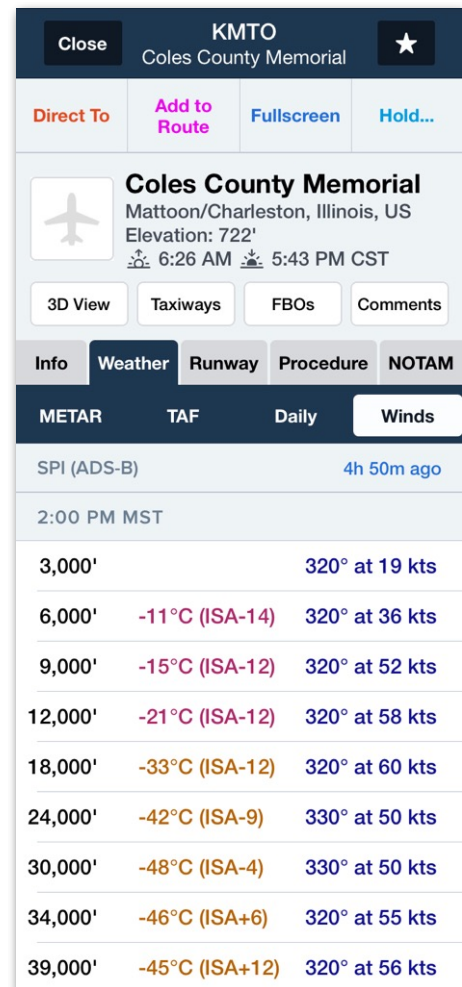 Close KMTO ★
Coles County Memorial
Direct To Add to Route Fullscreen Hold...
Coles County Memorial
Mattoon/Charleston, Illinois, US
Elevation: 722'
6:26 AM 5:43 PM CST
3D View Taxiways FBOs Comments
Info Weather Runway Procedure NOTAM
METAR TAF Daily Winds
SPI (ADS-B) 4h 50m ago
2:00 PM MST
3,000' 320° at 19 kts
6,000' -11°C (ISA-14) 320° at 36 kts
9,000' -15°C (ISA-12) 320° at 52 kts
12,000' -21°C (ISA-12) 320° at 58 kts
18,000' -33°C (ISA-12) 320° at 60 kts
24,000' -42°C (ISA-9) 330° at 50 kts
30,000' -48°C (ISA-4) 330° at 50 kts
34,000' -46°C (ISA+6) 320° at 55 kts
39,000' -45°C (ISA+12) 320° at 56 kts